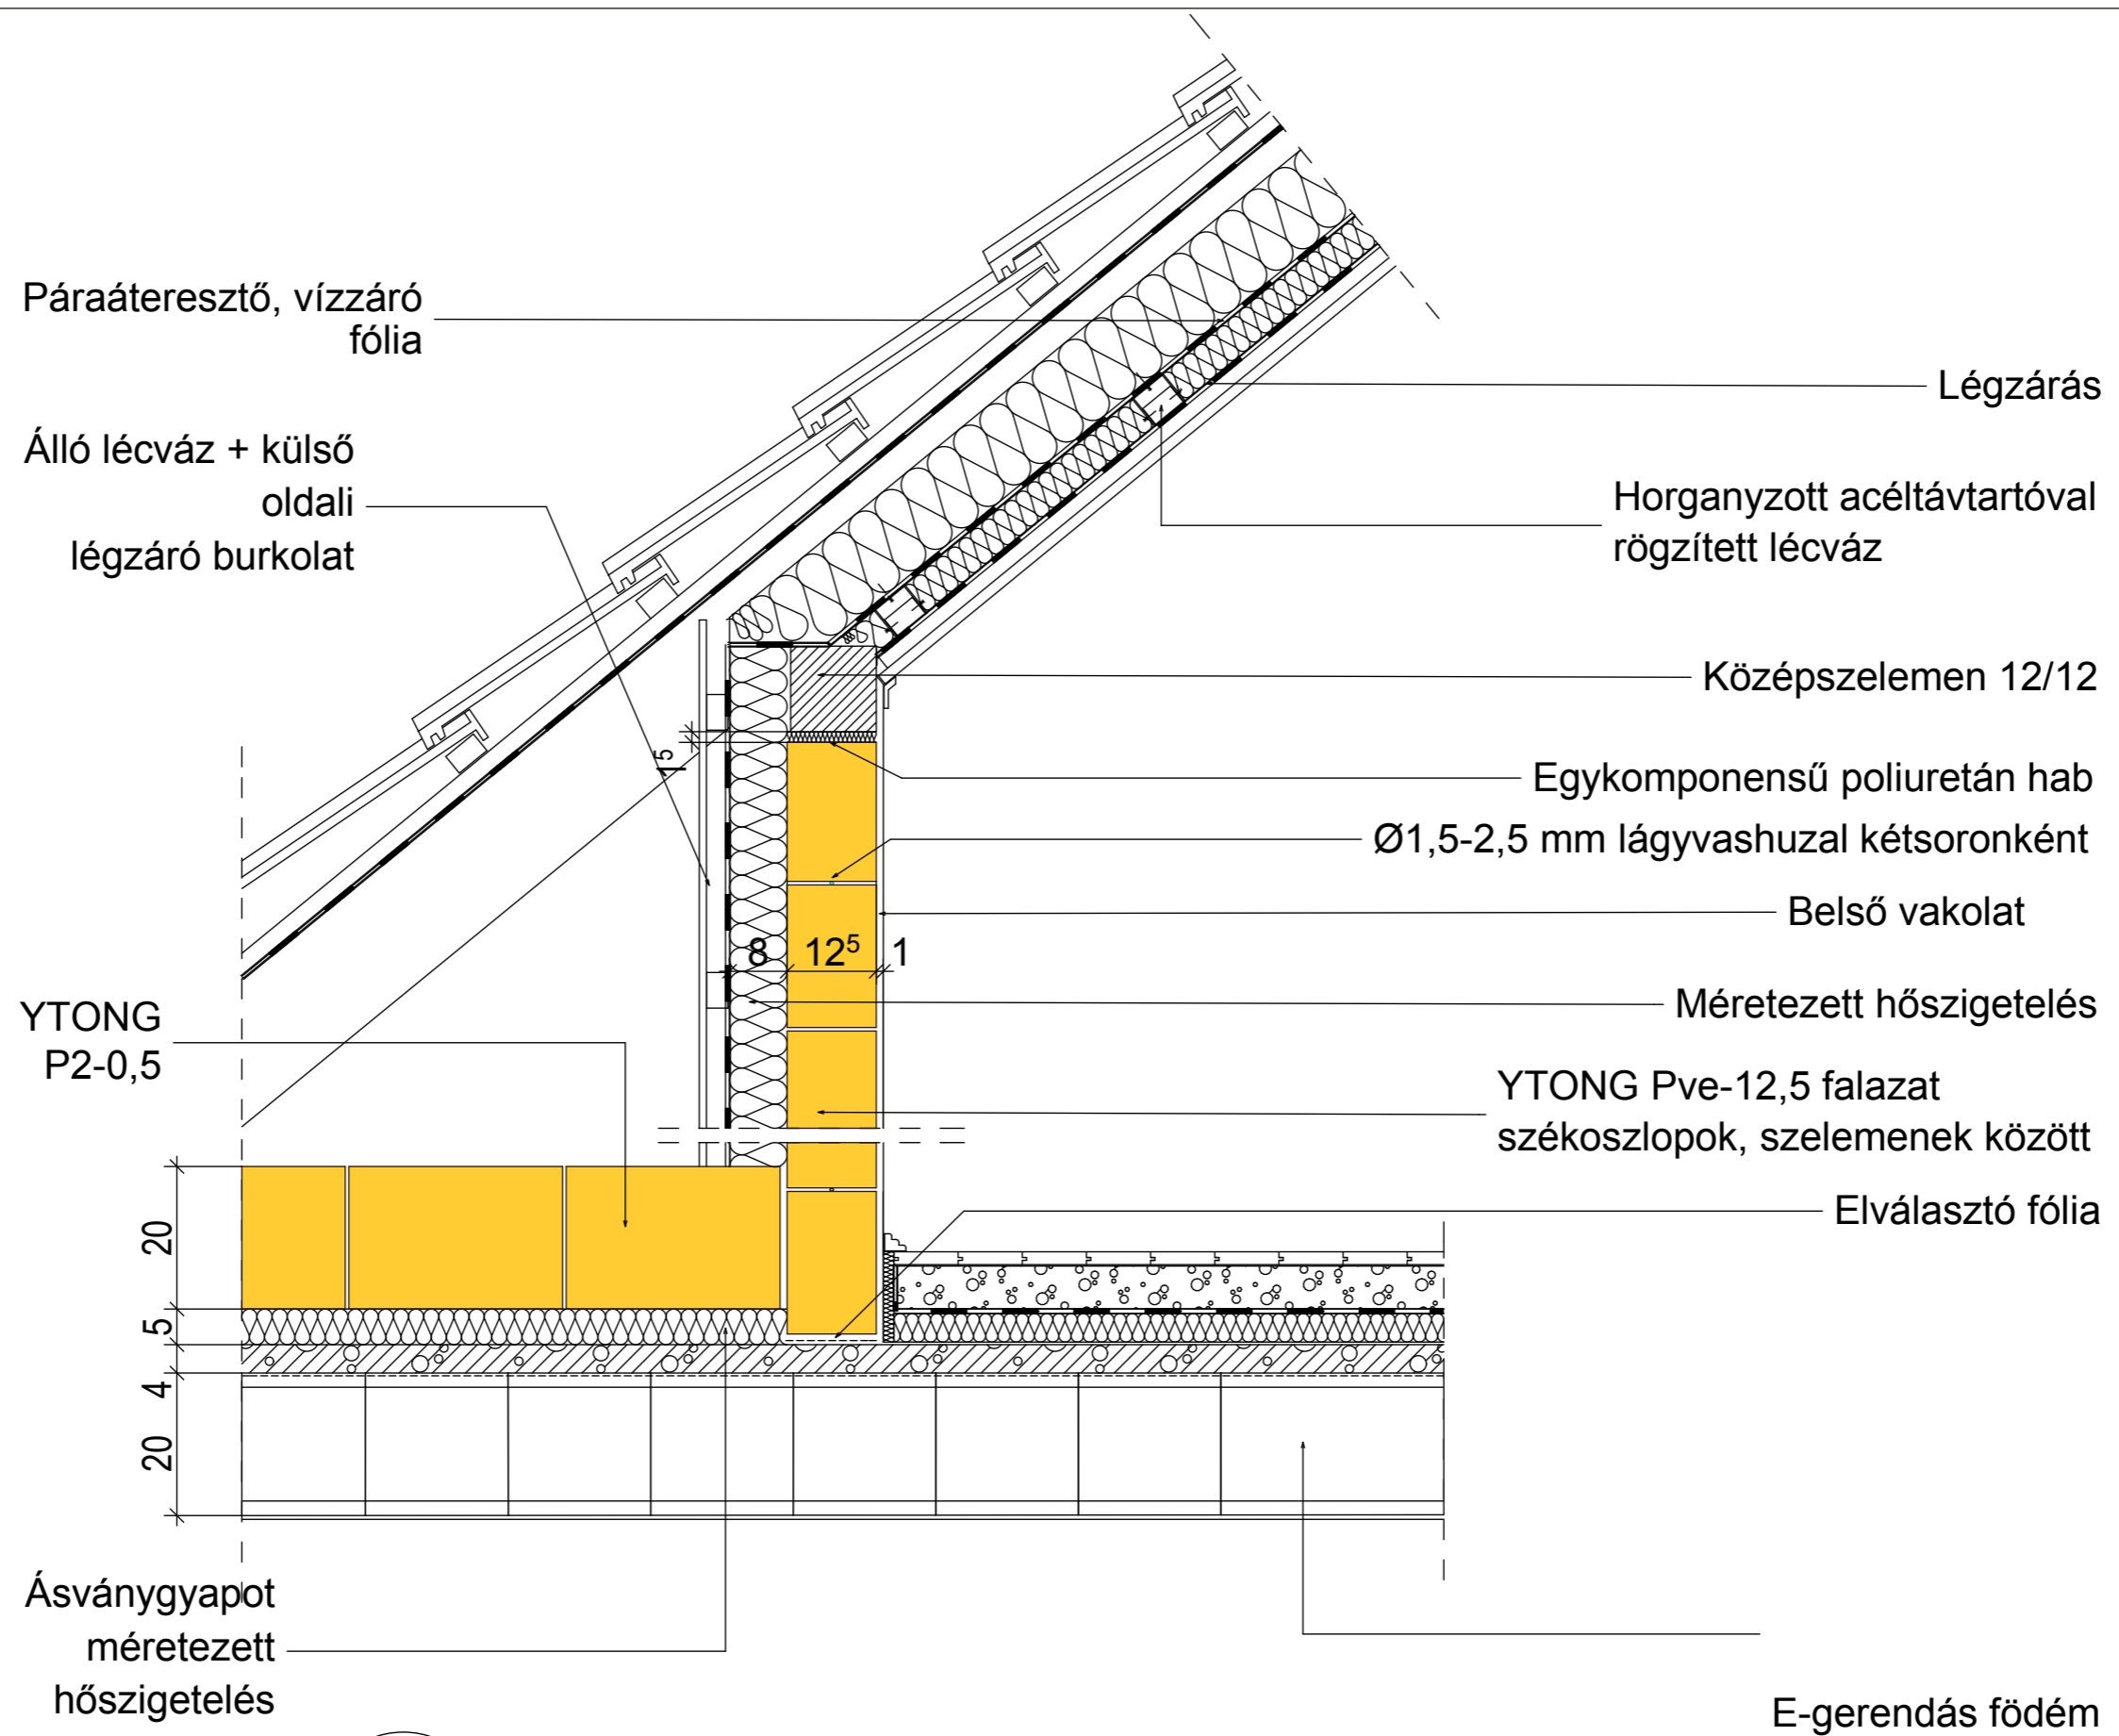 Páraáteresztő, vízzáró
fólia
Álló lécváz + külső
oldali
légzáró burkolat
Légzárás
Horganyzott acéltávtartóval
rögzített lécváz
Középszelemen 12/12
1⁵
Egykomponensű poliuretán hab
Ø1,5-2,5 mm lágyvashuzal kétsoronként
Belső vakolat
8 12⁵ 1
Méretezett hőszigetelés
YTONG
P2-0,5
YTONG Pve-12,5 falazat
székoszlopok, szelemenek között
Elválasztó fólia
20
5
4
20
Ásványgyapot
méretezett
hőszigetelés
E-gerendás födém